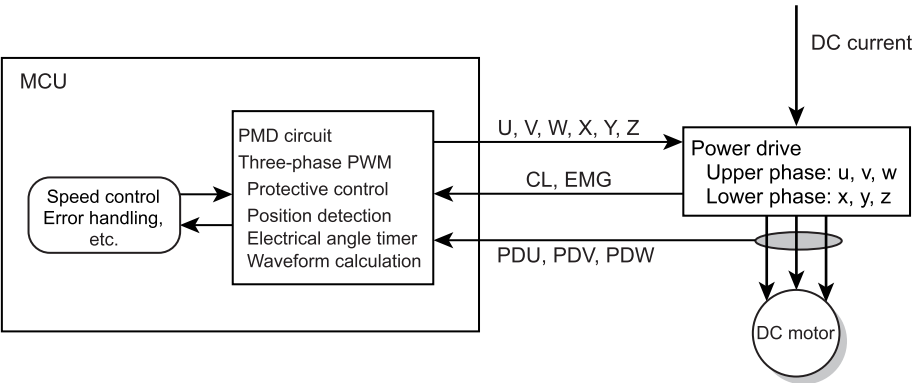 DC current
MCU
PMD circuit
Three-phase PWM
Protective control
Position detection
Electrical angle timer
Waveform calculation
Speed control
Error handling,
etc.
U, V, W, X, Y, Z
CL, EMG
PDU, PDV, PDW
Power drive
Upper phase: u, v, w
Lower phase: x, y, z
DC motor